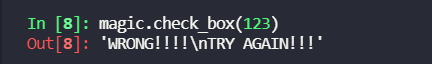 In [8]: magic.check_box(123)
Out[8]: 'WRONG!!!!\nTRY AGAIN!!!'